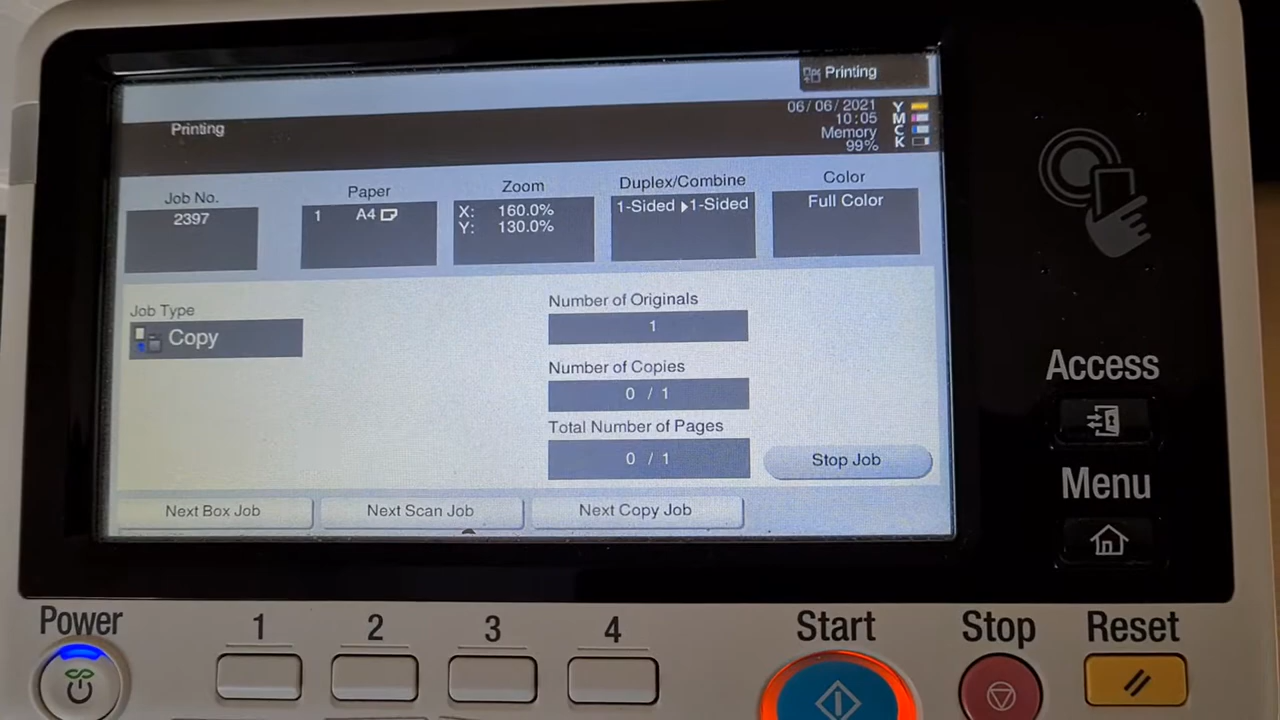 Printing
Printing
06/06/2021
10:05
Memory
99%
Y
M
C
K
Job No.
2397
Paper
1 A4
Zoom
X: 160.0%
Y: 130.0%
Duplex/Combine
1-Sided ▸1-Sided
Color
Full Color
Job Type
Copy
Number of Originals
1
Number of Copies
0 / 1
Total Number of Pages
0 / 1
Stop Job
Next Box Job
Next Scan Job
Next Copy Job
Access
Menu
Power
1
2
3
4
Start
Stop
Reset